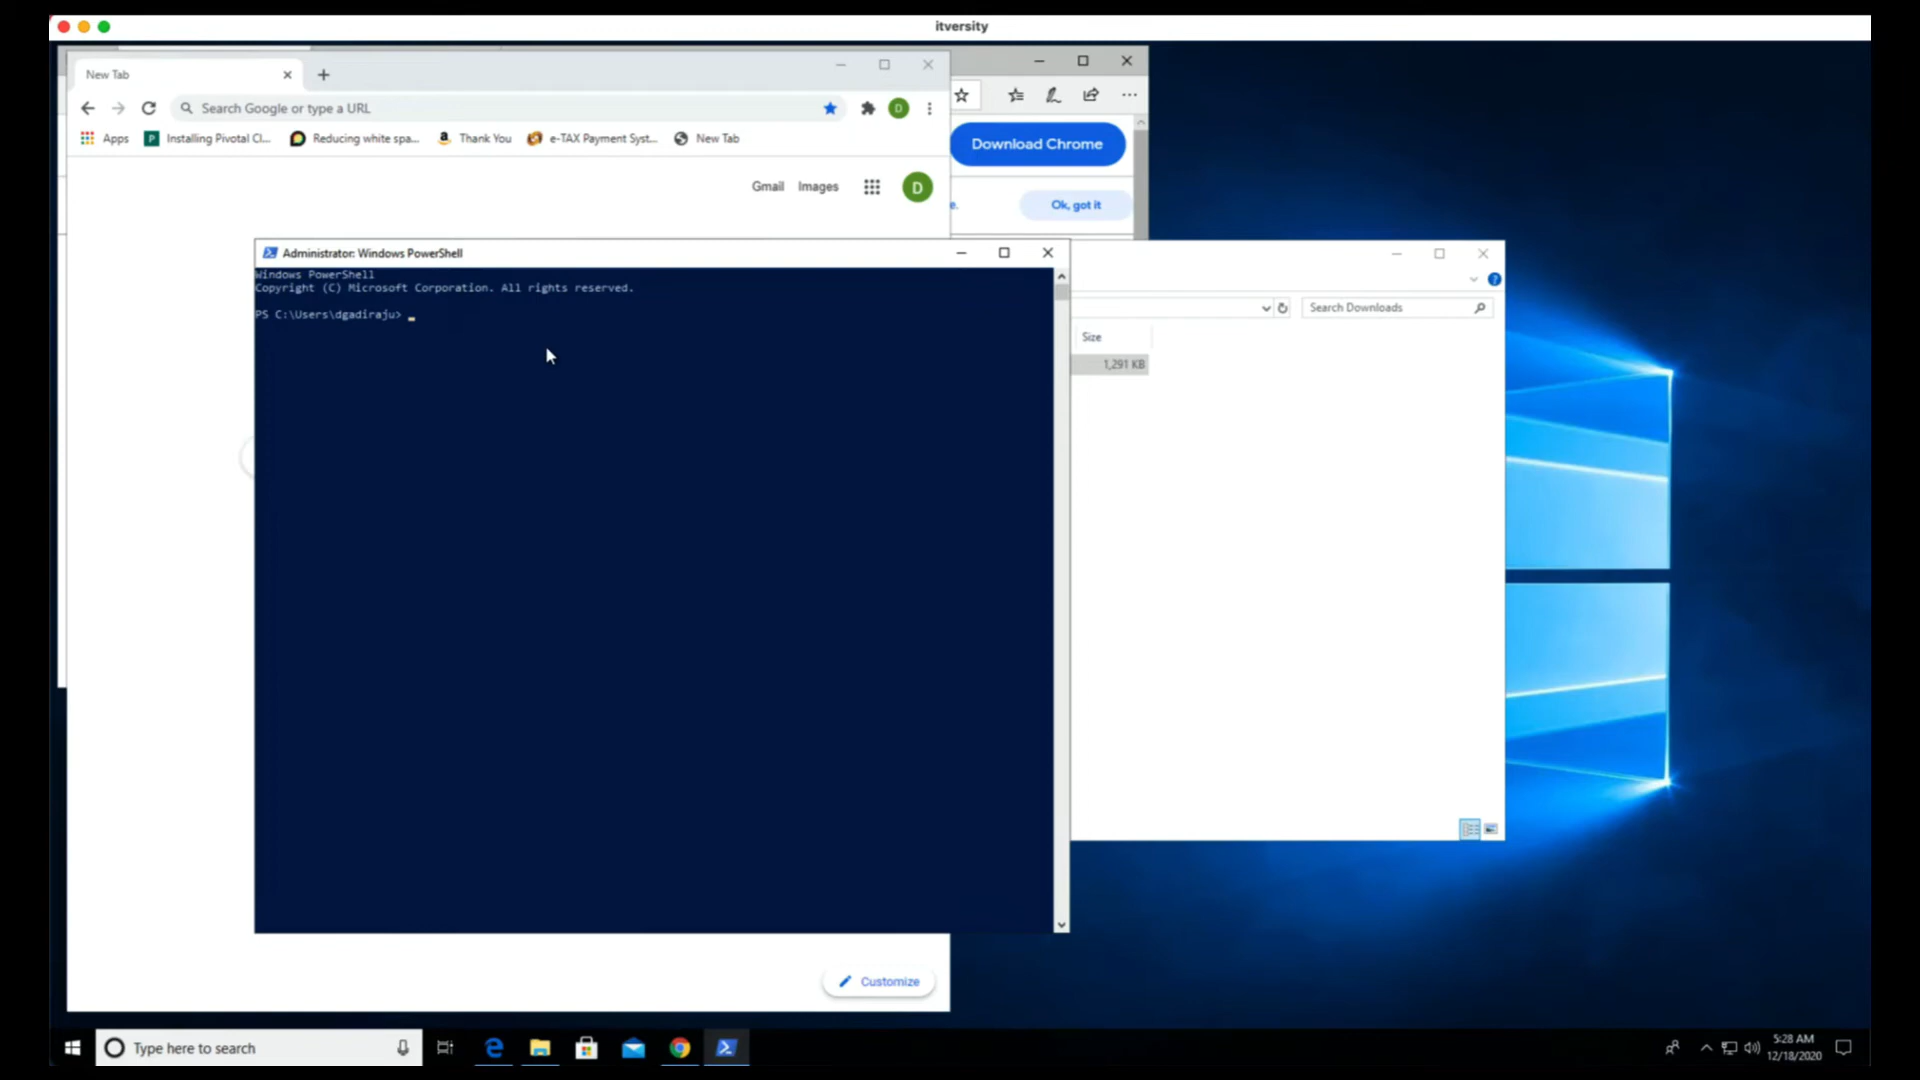 itversity
New Tab
Search Google or type a URL
D
Apps
Installing Pivotal Cl...
Reducing white spa...
Thank You
e-TAX Payment Syst...
New Tab
Download Chrome
Gmail
Images
D
e.
Ok, got it
Administrator: Windows PowerShell
Windows PowerShell
Copyright (C) Microsoft Corporation. All rights reserved.
PS C:\Users\dgadiraju>
Search Downloads
Size
1,291 KB
Customize
Type here to search
5:28 AM
12/18/2020